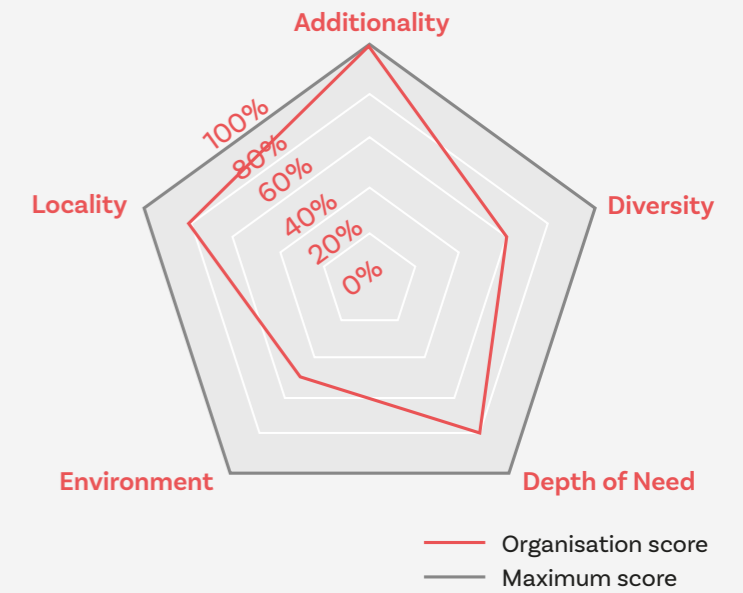 Additionality
100%
80%
60%
40%
20%
0%
Locality
Diversity
Environment
Depth of Need
Organisation score
Maximum score